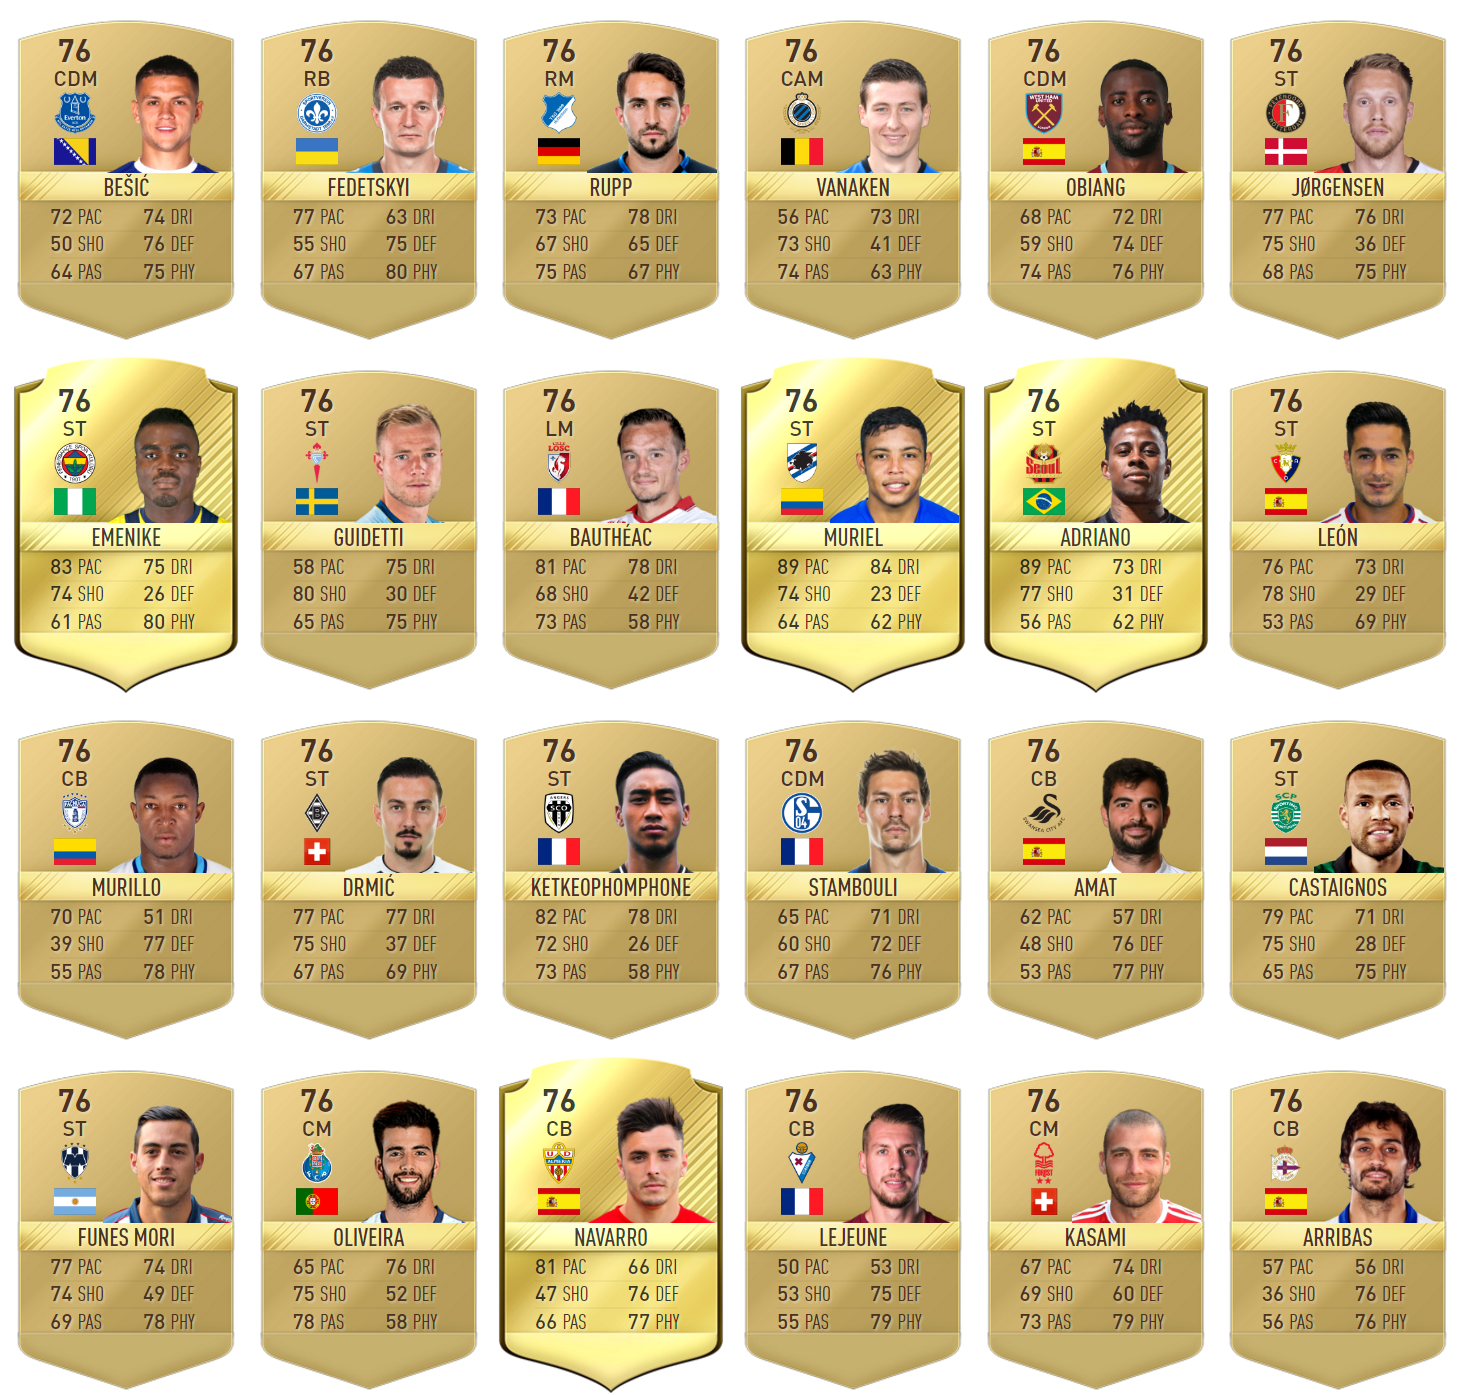 76 76 76 76 76 76
CDM RB RM CAM CDM ST
Everton
WEST HAM
UNITED
BEŠIĆ FEDETSKYI RUPP VANAKEN OBIANG JØRGENSEN
72 PAC 74 DRI 77 PAC 63 DRI 73 PAC 78 DRI 56 PAC 73 DRI 68 PAC 72 DRI 77 PAC 76 DRI
50 SHO 76 DEF 55 SHO 75 DEF 67 SHO 65 DEF 73 SHO 41 DEF 59 SHO 74 DEF 75 SHO 36 DEF
64 PAS 75 PHY 67 PAS 80 PHY 75 PAS 67 PHY 74 PAS 63 PHY 74 PAS 76 PHY 68 PAS 75 PHY
76 76 76 76 76 76
ST ST LM ST ST ST
LOSC
Seoul
EMENIKE GUIDETTI BAUTHÉAC MURIEL ADRIANO LEÓN
83 PAC 75 DRI 58 PAC 75 DRI 81 PAC 78 DRI 89 PAC 84 DRI 89 PAC 73 DRI 76 PAC 73 DRI
74 SHO 26 DEF 80 SHO 30 DEF 68 SHO 42 DEF 74 SHO 23 DEF 77 SHO 31 DEF 78 SHO 29 DEF
61 PAS 80 PHY 65 PAS 75 PHY 73 PAS 58 PHY 64 PAS 62 PHY 56 PAS 62 PHY 53 PAS 69 PHY
76 76 76 76 76 76
CB ST ST CDM CB ST
ANGERS
SCO
SCP
SPORTING
MURILLO DRMIĆ KETKEOPHOMPHONE STAMBOULI AMAT CASTAIGNOS
70 PAC 51 DRI 77 PAC 77 DRI 82 PAC 78 DRI 65 PAC 71 DRI 62 PAC 57 DRI 79 PAC 71 DRI
39 SHO 77 DEF 75 SHO 37 DEF 72 SHO 26 DEF 60 SHO 72 DEF 48 SHO 76 DEF 75 SHO 28 DEF
55 PAS 78 PHY 67 PAS 69 PHY 73 PAS 58 PHY 67 PAS 76 PHY 53 PAS 77 PHY 65 PAS 75 PHY
76 76 76 76 76 76
ST CM CB CB CM CB
FUNES MORI OLIVEIRA NAVARRO LEJEUNE KASAMI ARRIBAS
77 PAC 74 DRI 65 PAC 76 DRI 81 PAC 66 DRI 50 PAC 53 DRI 67 PAC 74 DRI 57 PAC 56 DRI
74 SHO 49 DEF 75 SHO 52 DEF 47 SHO 76 DEF 53 SHO 75 DEF 69 SHO 60 DEF 36 SHO 76 DEF
69 PAS 78 PHY 78 PAS 58 PHY 66 PAS 77 PHY 55 PAS 79 PHY 73 PAS 79 PHY 56 PAS 76 PHY